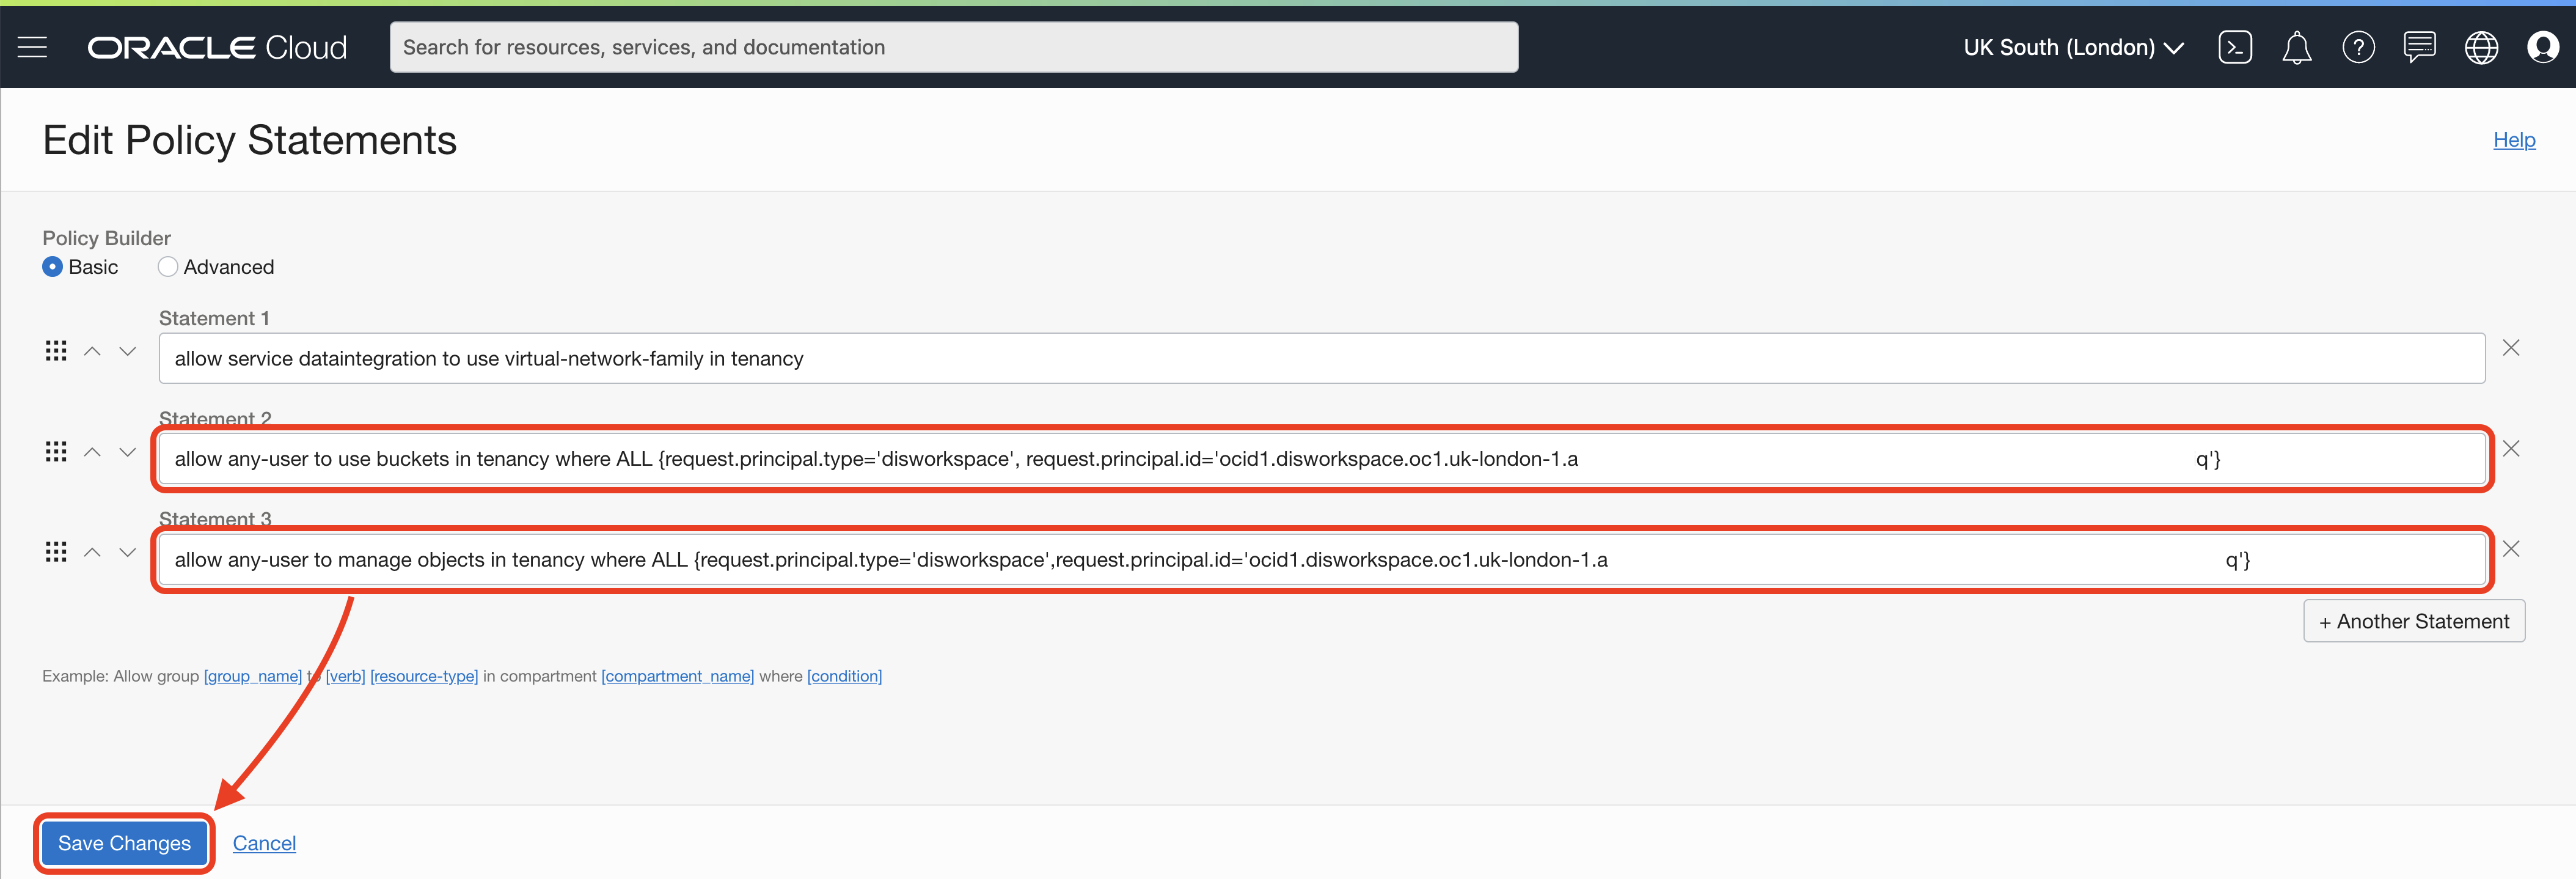 ORACLE Cloud
Search for resources, services, and documentation
UK South (London)
Edit Policy Statements
Help
Policy Builder
Basic
Advanced
Statement 1
allow service dataintegration to use virtual-network-family in tenancy
Statement 2
allow any-user to use buckets in tenancy where ALL {request.principal.type='disworkspace', request.principal.id='ocid1.disworkspace.oc1.uk-london-1.a q'}
Statement 3
allow any-user to manage objects in tenancy where ALL {request.principal.type='disworkspace',request.principal.id='ocid1.disworkspace.oc1.uk-london-1.a q'}
+ Another Statement
Example: Allow group [group_name] to [verb] [resource-type] in compartment [compartment_name] where [condition]
Save Changes
Cancel